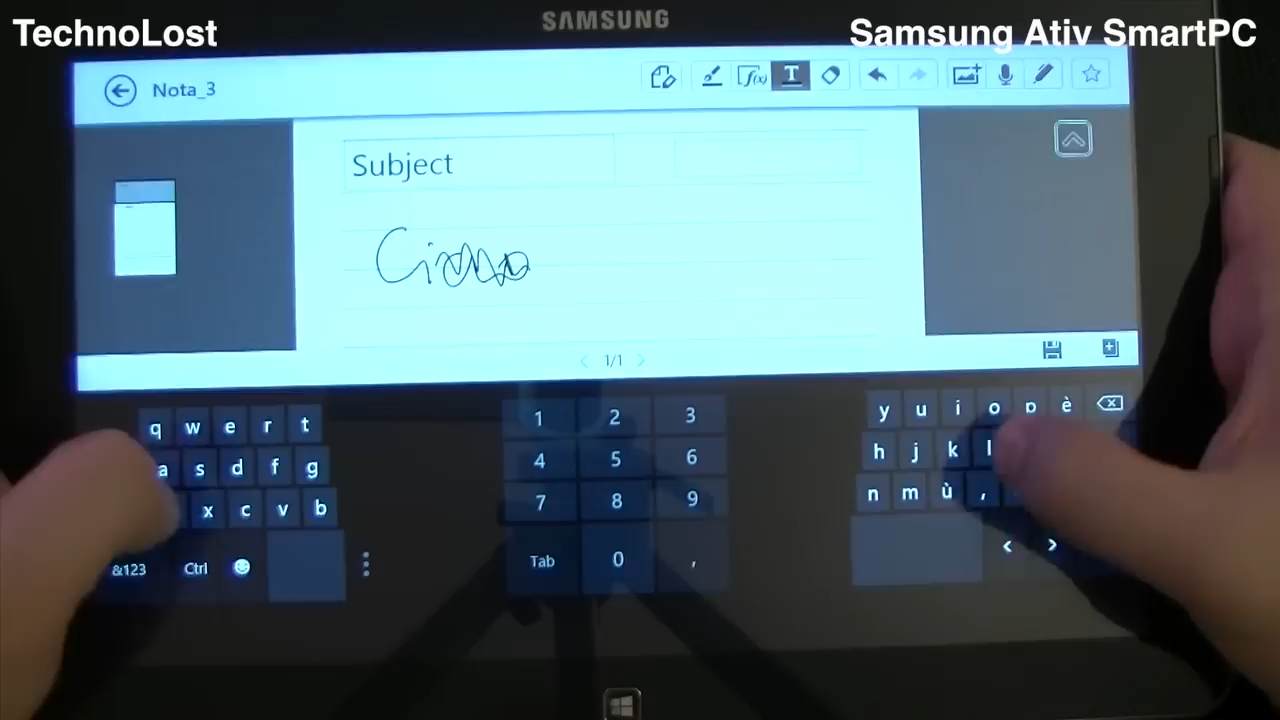 TechnoLost
SAMSUNG
Samsung Ativ SmartPC
Nota_3
f(x) T
Subject
1/1
q w e r t
1 2 3
y u i o p è
a s d f g
4 5 6
h j k l
x c v b
7 8 9
n m ù ,
&123 Ctrl
Tab 0 ,
< >